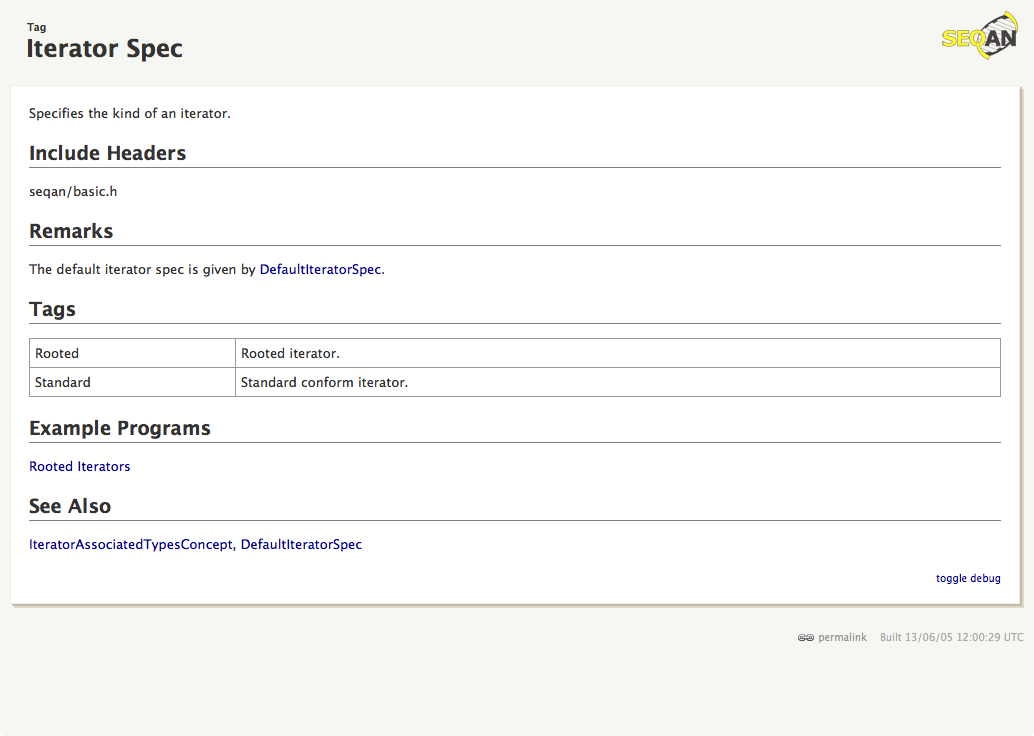 Tag
Iterator Spec
SEQAN
Specifies the kind of an iterator.
Include Headers
seqan/basic.h
Remarks
The default iterator spec is given by DefaultIteratorSpec.
Tags
Rooted Rooted iterator.
Standard Standard conform iterator.
Example Programs
Rooted Iterators
See Also
IteratorAssociatedTypesConcept, DefaultIteratorSpec
toggle debug
permalink Built 13/06/05 12:00:29 UTC